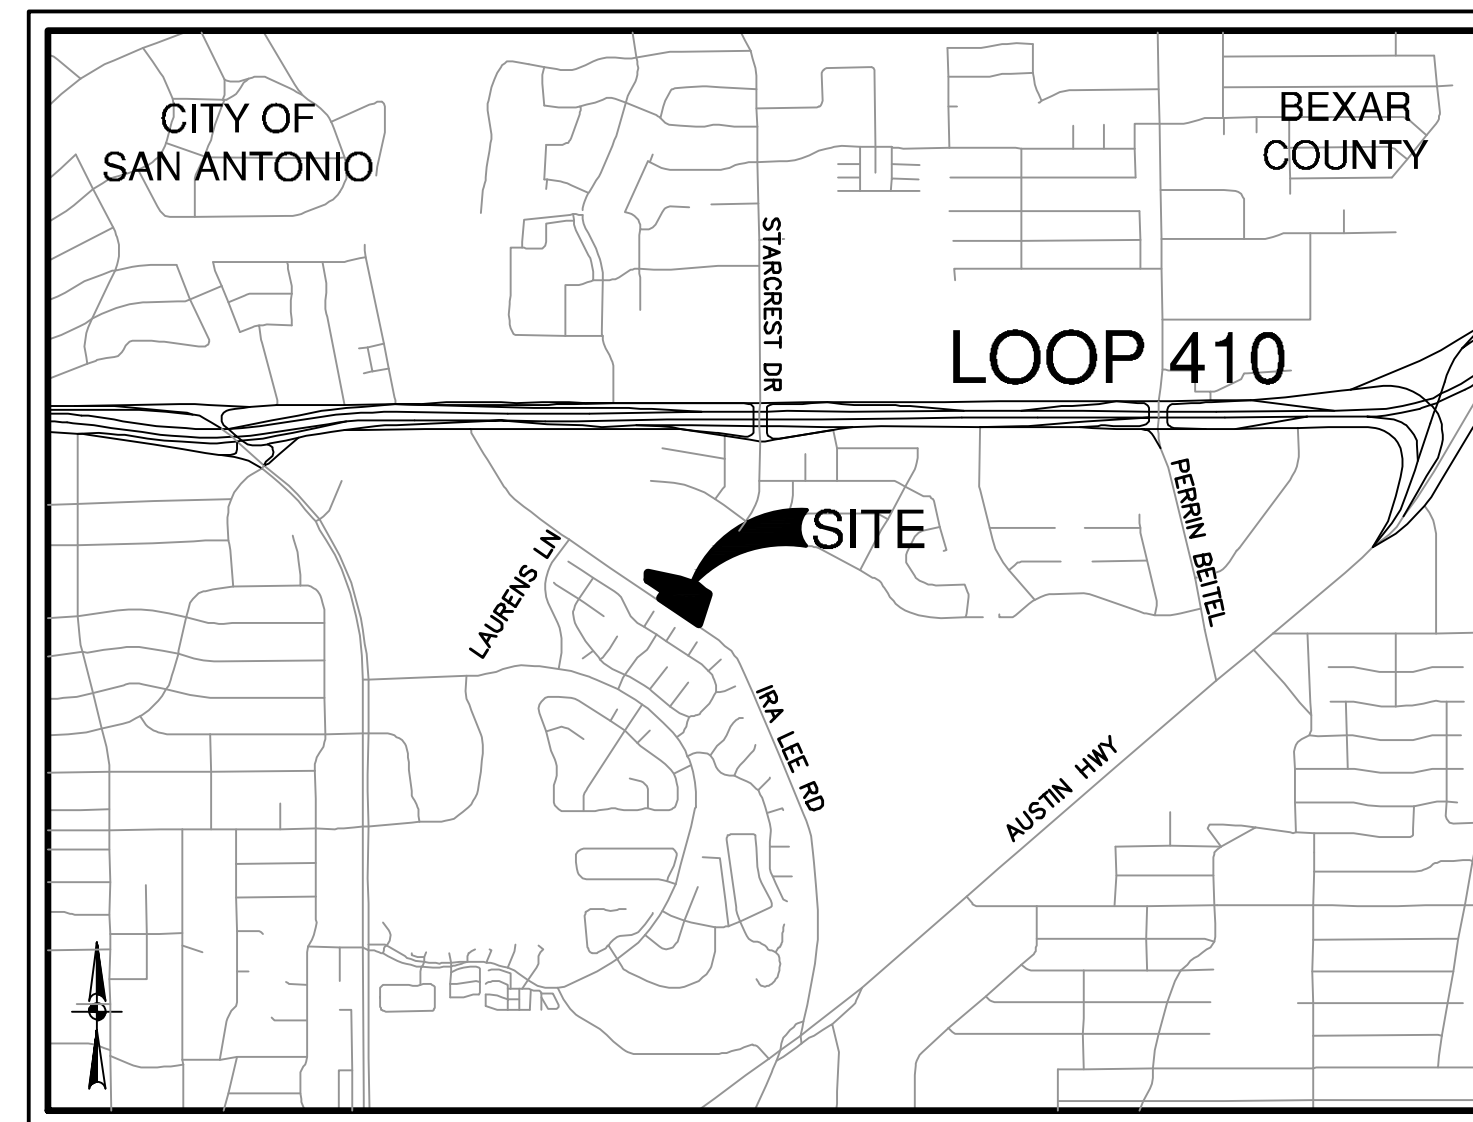 CITY OF
SAN ANTONIO
BEXAR
COUNTY
STARCREST DR
LOOP 410
SITE
LAURENS LN
PERRIN BEITEL
IRA LEE RD
AUSTIN HWY